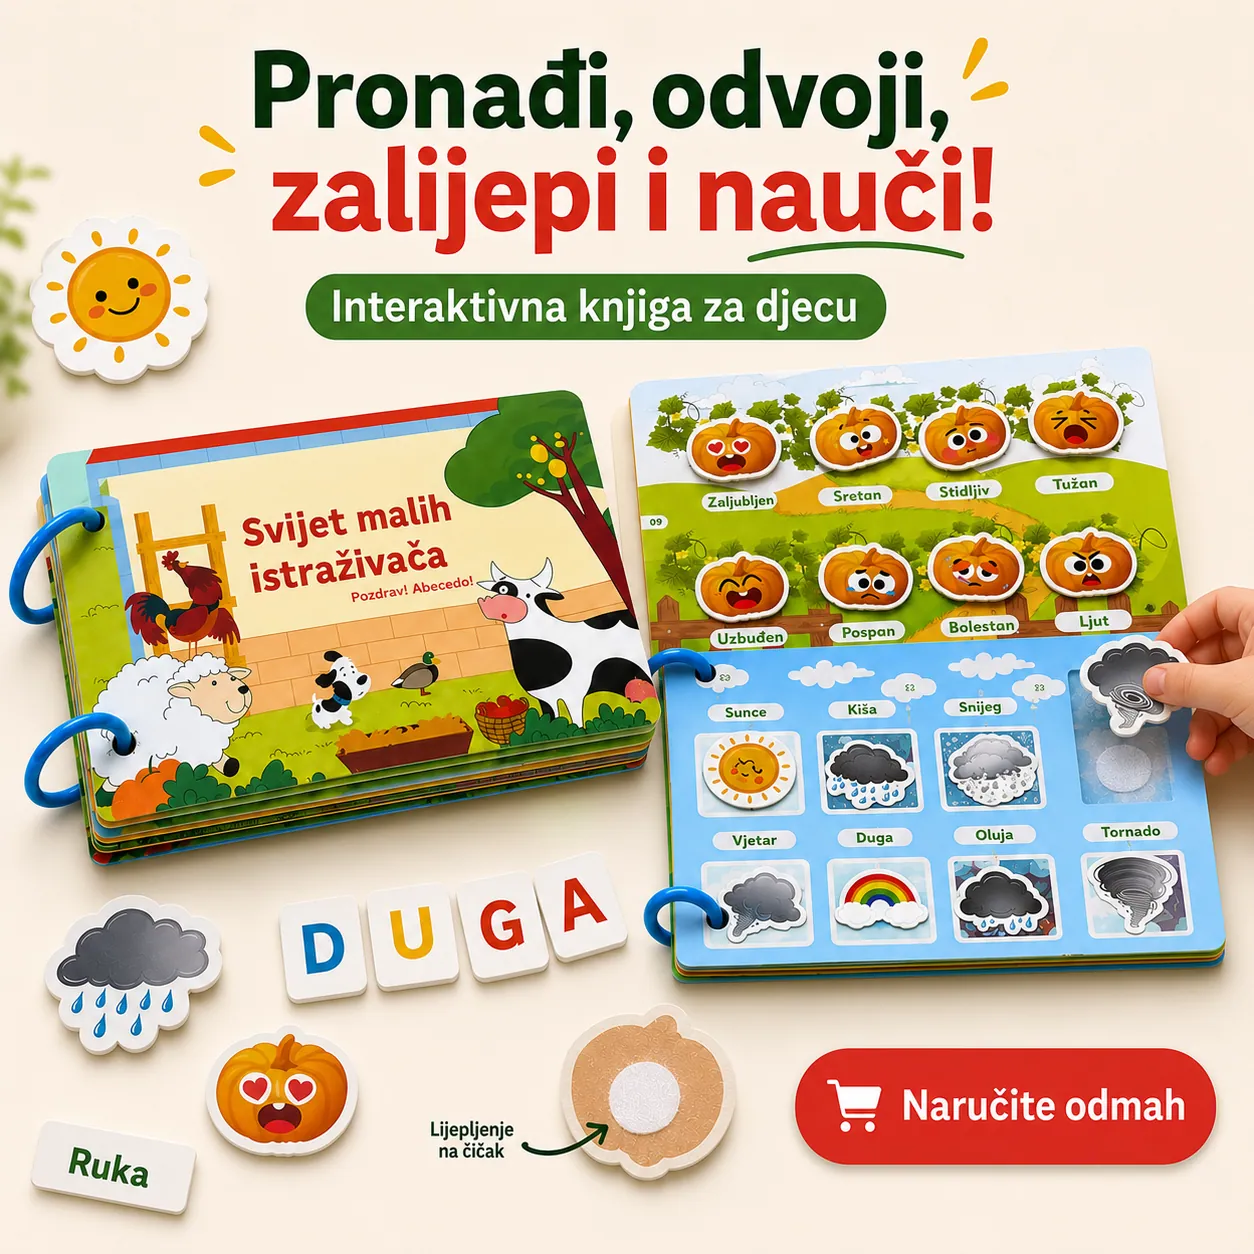 Pronađi, odvoji,
zalijepi i nauči!
Interaktivna knjiga za djecu
Svijet malih
istraživača
Pozdrav! Abecedo!
Zaljubljen
Sretan
Stidljiv
Tužan
09
Uzbuđen
Pospan
Bolestan
Ljut
Sunce
Kiša
Snijeg
Vjetar
Duga
Oluja
Tornado
D U G A
Lijepljenje
na čičak
Ruka
Naručite odmah